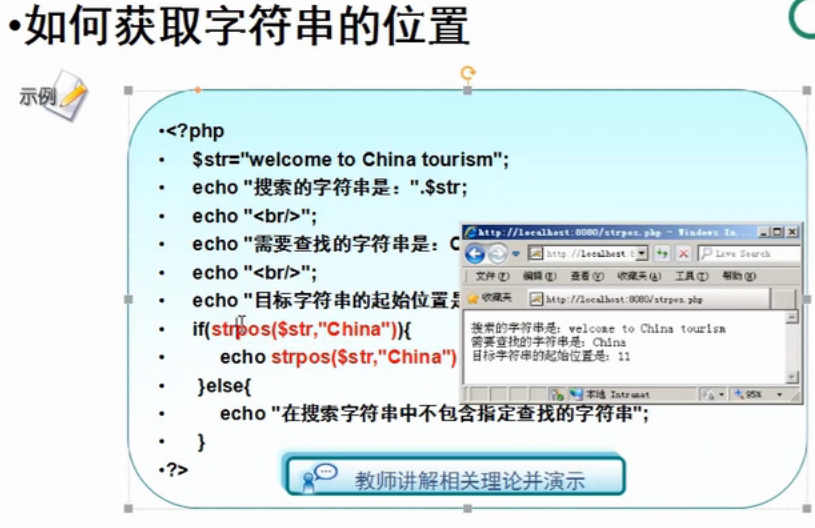 •如何获取字符串的位置
示例
•<?php
• $str="welcome to China tourism";
• echo "搜索的字符串是：".$str;
• echo "<br/>";
• echo "需要查找的字符串是：C
• echo "<br/>";
• echo "目标字符串的起始位置是
• if(strpos($str,"China")){
• echo strpos($str,"China")
• }else{
• echo "在搜索字符串中不包含指定查找的字符串";
• }
•?>
http://localhost:8080/strpos.php - Windows In...
http://localhost:8
Live Search
文件(F) 编辑(E) 查看(V) 收藏夹(A) 工具(T) 帮助(H)
收藏夹 http://localhost:8080/strpos.php
搜索的字符串是：welcome to China tourism
需要查找的字符串是：China
目标字符串的起始位置是：11
本地 Intranet 95%
教师讲解相关理论并演示